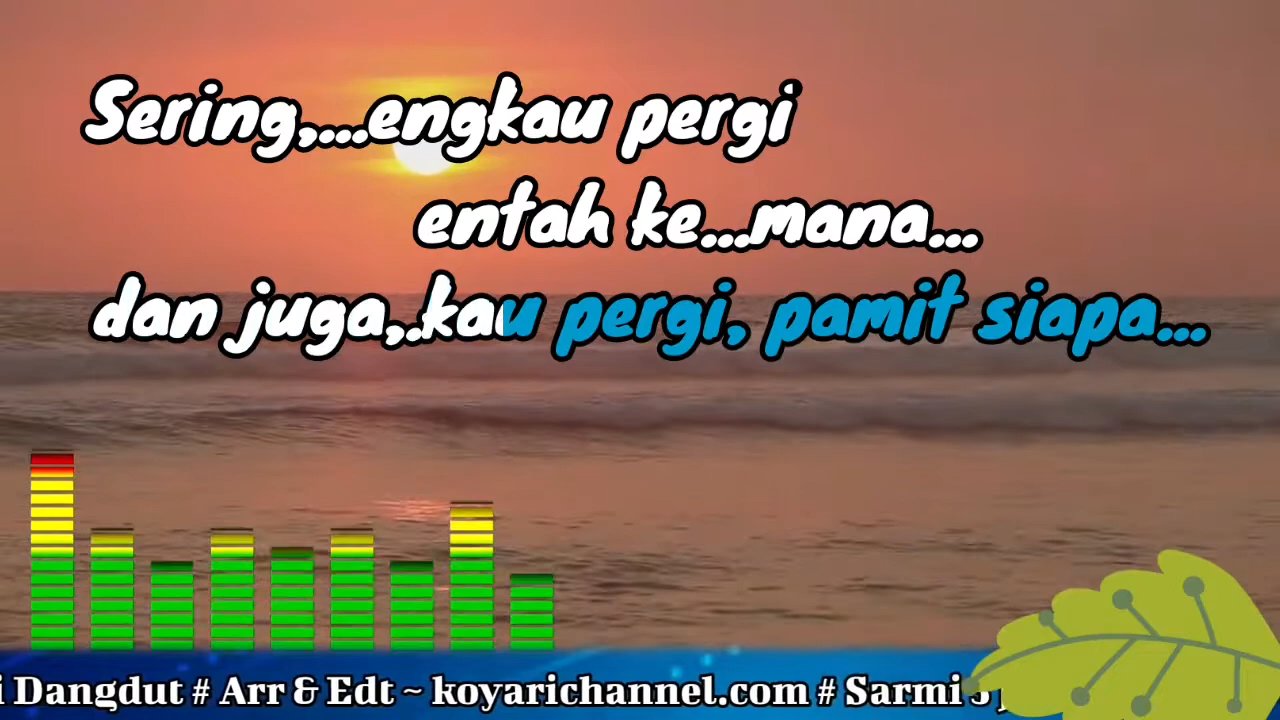 Sering,...engkau pergi
entah ke...mana...
dan juga,.kau pergi, pamit siapa...
i Dangdut # Arr & Edt ~ koyarichannel.com # Sarmi